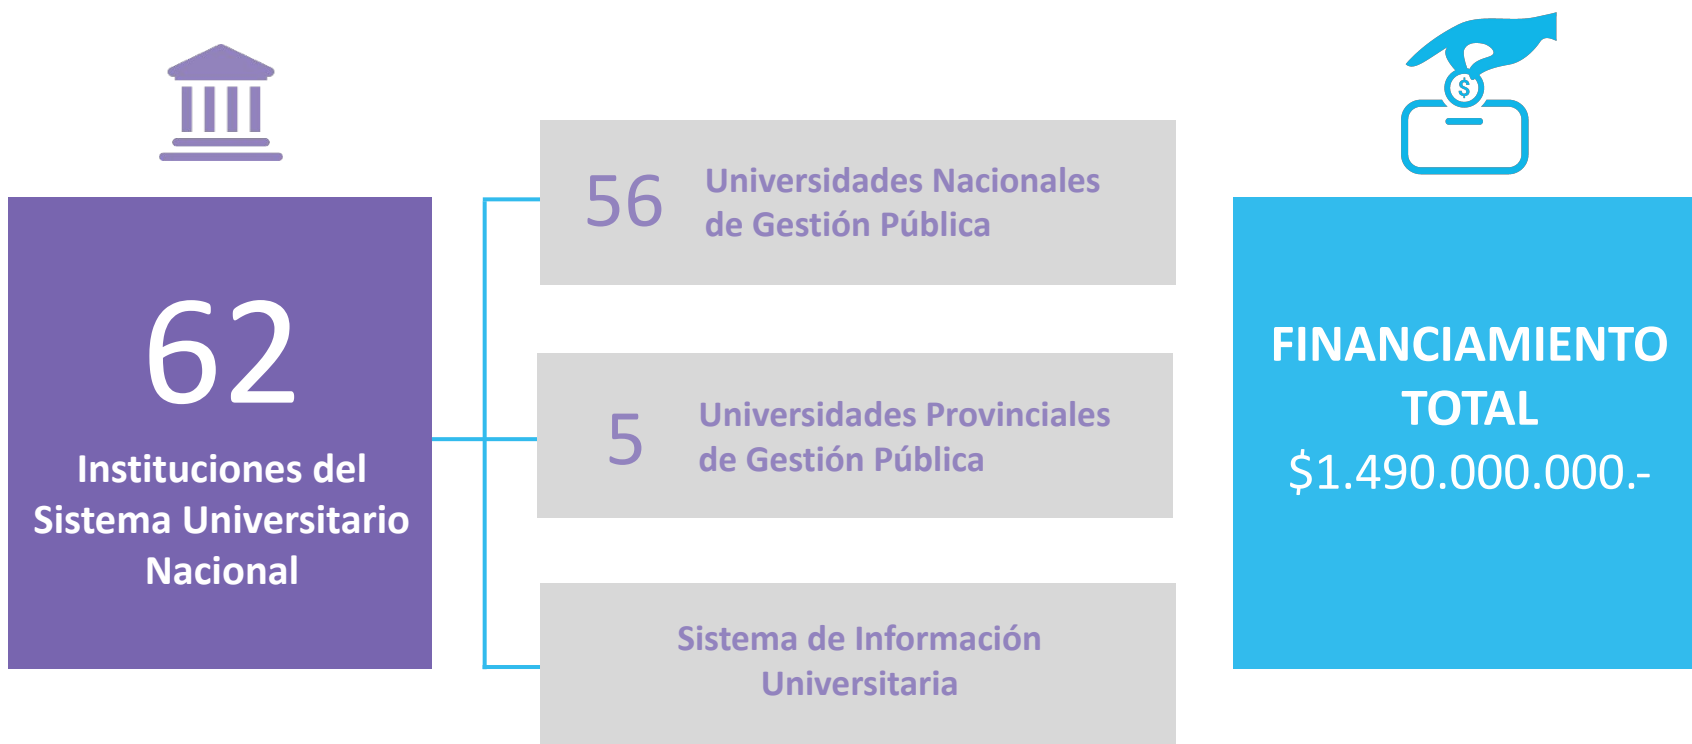 62
Instituciones del
Sistema Universitario
Nacional
56
Universidades Nacionales
de Gestión Pública
5
Universidades Provinciales
de Gestión Pública
Sistema de Información
Universitaria
$
FINANCIAMIENTO
TOTAL
$1.490.000.000.-